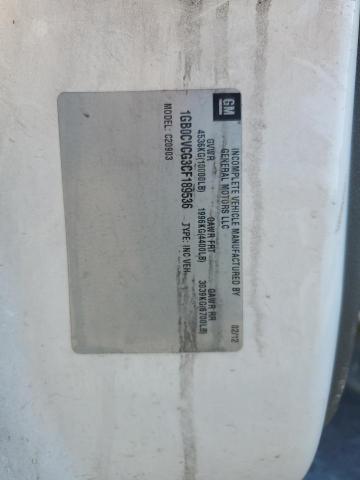 GM
INCOMPLETE VEHICLE MANUFACTURED BY
GENERAL MOTORS LLC
02/12
GVWR GAWR FRT GAWR RR
4536KG(10000LB) 1996KG(4400LB) 3039KG(6700LB)
1GB0CVCG3CF189536 TYPE: INC VEH
MODEL: C20903